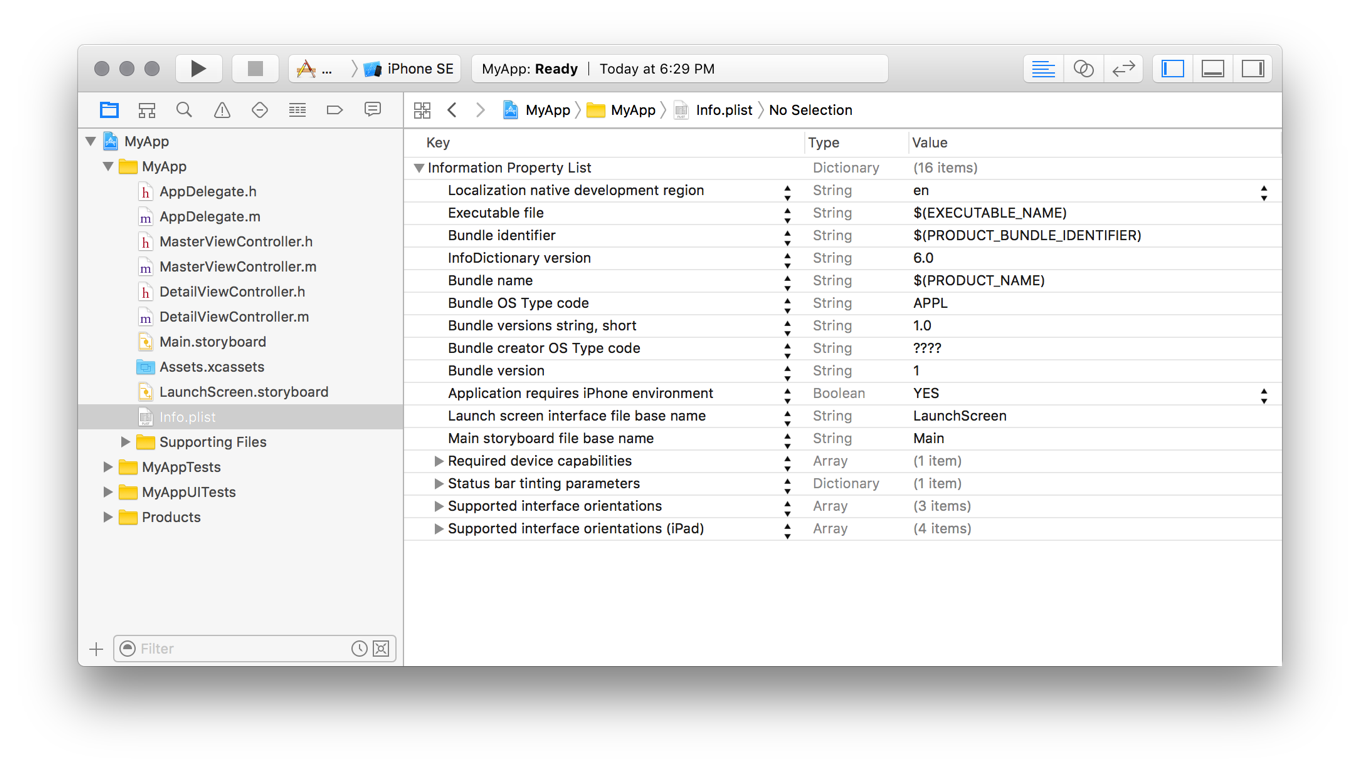 ... iPhone SE MyApp: Ready Today at 6:29 PM
MyApp MyApp Info.plist No Selection
Key Type Value
MyApp
MyApp
AppDelegate.h
AppDelegate.m
MasterViewController.h
MasterViewController.m
DetailViewController.h
DetailViewController.m
Main.storyboard
Assets.xcassets
LaunchScreen.storyboard
Info.plist
Supporting Files
MyAppTests
MyAppUITests
Products
Filter
Information Property List Dictionary (16 items)
Localization native development region String en
Executable file String $(EXECUTABLE_NAME)
Bundle identifier String $(PRODUCT_BUNDLE_IDENTIFIER)
InfoDictionary version String 6.0
Bundle name String $(PRODUCT_NAME)
Bundle OS Type code String APPL
Bundle versions string, short String 1.0
Bundle creator OS Type code String ????
Bundle version String 1
Application requires iPhone environment Boolean YES
Launch screen interface file base name String LaunchScreen
Main storyboard file base name String Main
Required device capabilities Array (1 item)
Status bar tinting parameters Dictionary (1 item)
Supported interface orientations Array (3 items)
Supported interface orientations (iPad) Array (4 items)